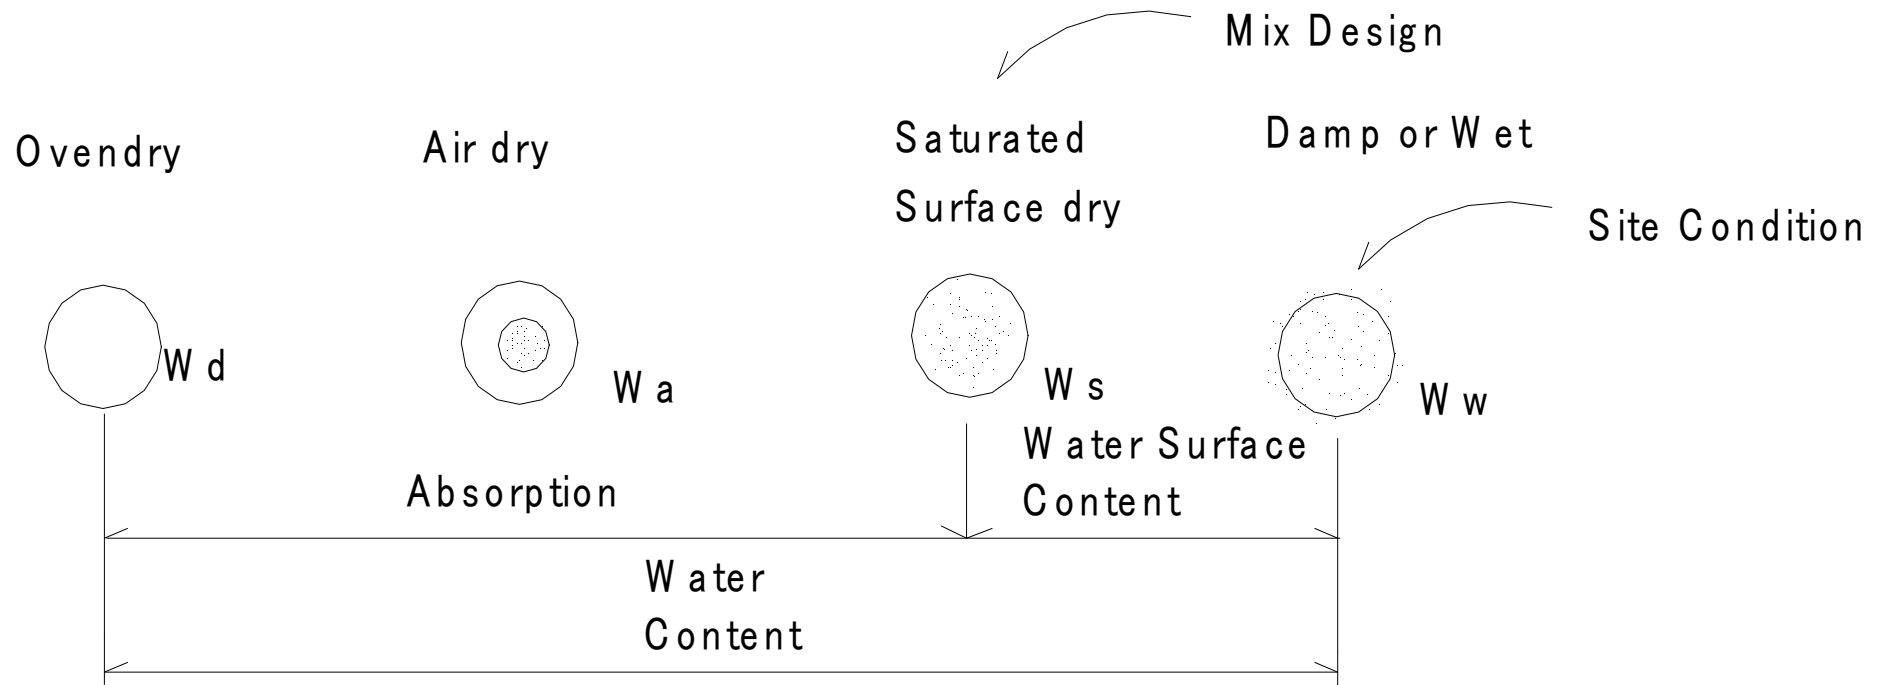 Mix Design
Ovendry
Air dry
Saturated
Surface dry
Damp or Wet
Site Condition
Wd
Wa
Ws
Ww
Water Surface
Content
Absorption
Water
Content